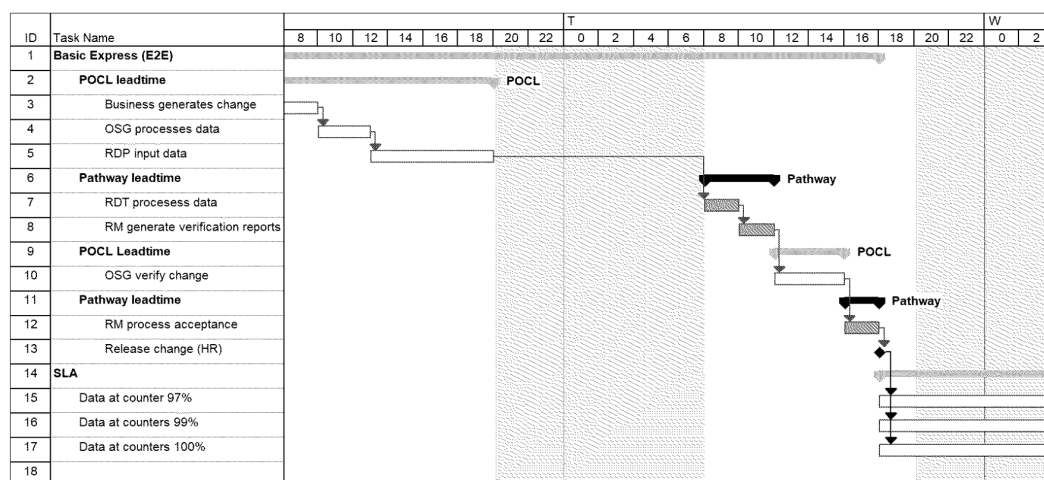 T W
ID Task Name 8 10 12 14 16 18 20 22 0 2 4 6 8 10 12 14 16 18 20 22 0 2
1 Basic Express (E2E)
2 POCL leadtime POCL
3 Business generates change
4 OSG processes data
5 RDP input data
6 Pathway leadtime Pathway
7 RDT procesess data
8 RM generate verification reports
9 POCL Leadtime POCL
10 OSG verify change
11 Pathway leadtime Pathway
12 RM process acceptance
13 Release change (HR)
14 SLA
15 Data at counter 97%
16 Data at counters 99%
17 Data at counters 100%
18